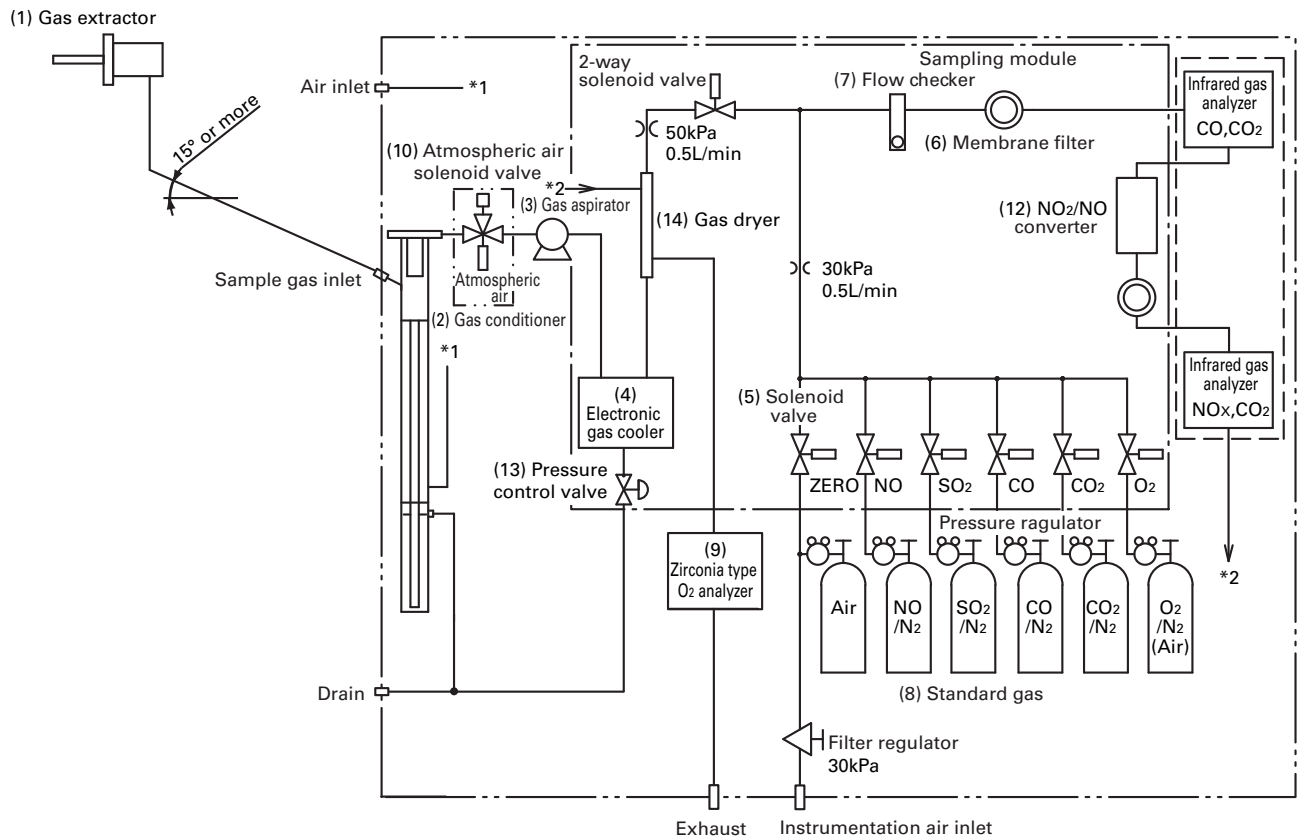 (1) Gas extractor
15° or more
Air inlet
*1
2-way
solenoid valve
Sampling module
(7) Flow checker
(6) Membrane filter
Infrared gas
analyzer
CO,CO2
50kPa
0.5L/min
(10) Atmospheric air
solenoid valve
*2
(3) Gas aspirator
(14) Gas dryer
(12) NO2/NO
converter
Sample gas inlet
Atmospheric
air
(2) Gas conditioner
*1
30kPa
0.5L/min
Infrared gas
analyzer
NOx,CO2
(4)
Electronic
gas cooler
(5) Solenoid
valve
(13) Pressure
control valve
ZERO
NO
SO2
CO
CO2
O2
Pressure ragulator
(9)
Zirconia type
O2 analyzer
*2
Air
NO
/N2
SO2
/N2
CO
/N2
CO2
/N2
O2
/N2
(Air)
Drain
(8) Standard gas
Filter regulator
30kPa
Exhaust
Instrumentation air inlet